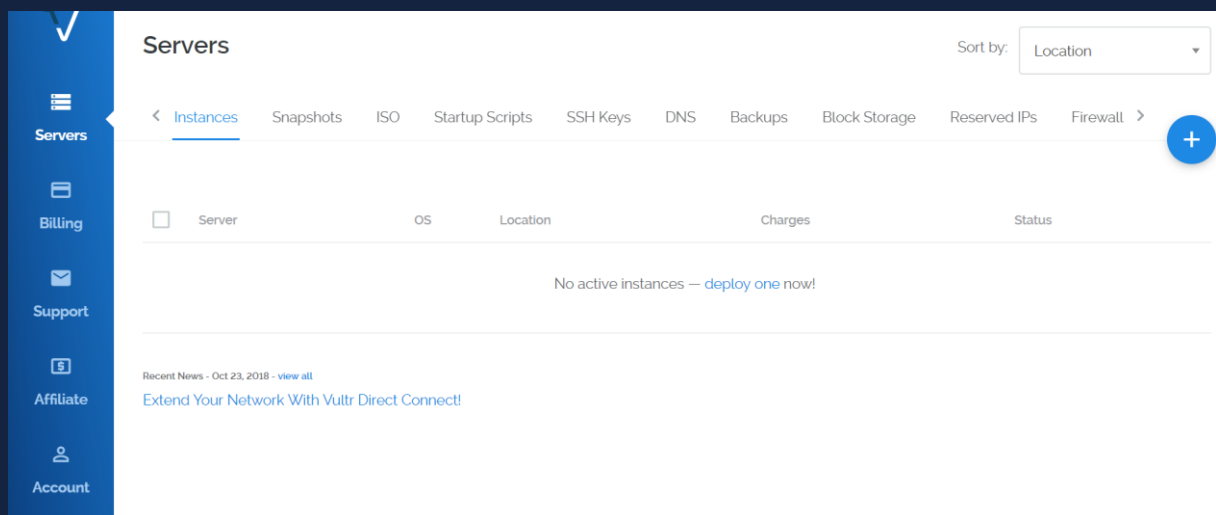 Servers
Sort by: Location
Servers
Instances Snapshots ISO Startup Scripts SSH Keys DNS Backups Block Storage Reserved IPs Firewall
+
Billing
Server OS Location Charges Status
Support
No active instances — deploy one now!
Affiliate
Recent News - Oct 23, 2018 - view all
Extend Your Network With Vultr Direct Connect!
Account